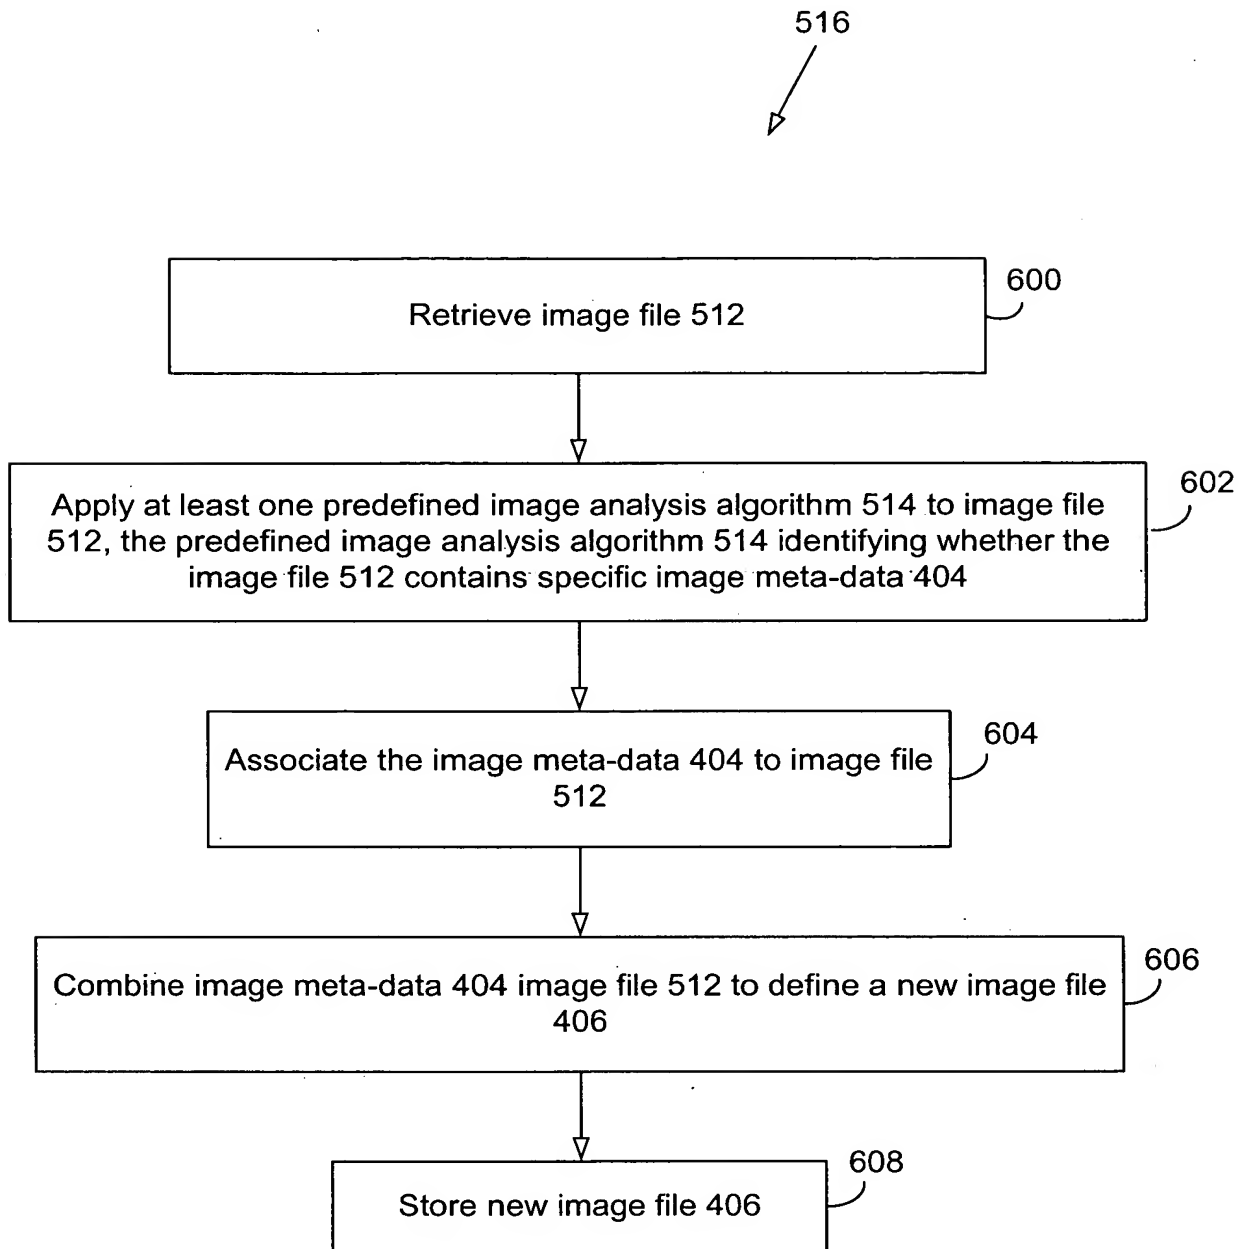 516
600
Retrieve image file 512
602
Apply at least one predefined image analysis algorithm 514 to image file
512, the predefined image analysis algorithm 514 identifying whether the
image file 512 contains specific image meta-data 404
604
Associate the image meta-data 404 to image file
512
606
Combine image meta-data 404 image file 512 to define a new image file
406
608
Store new image file 406